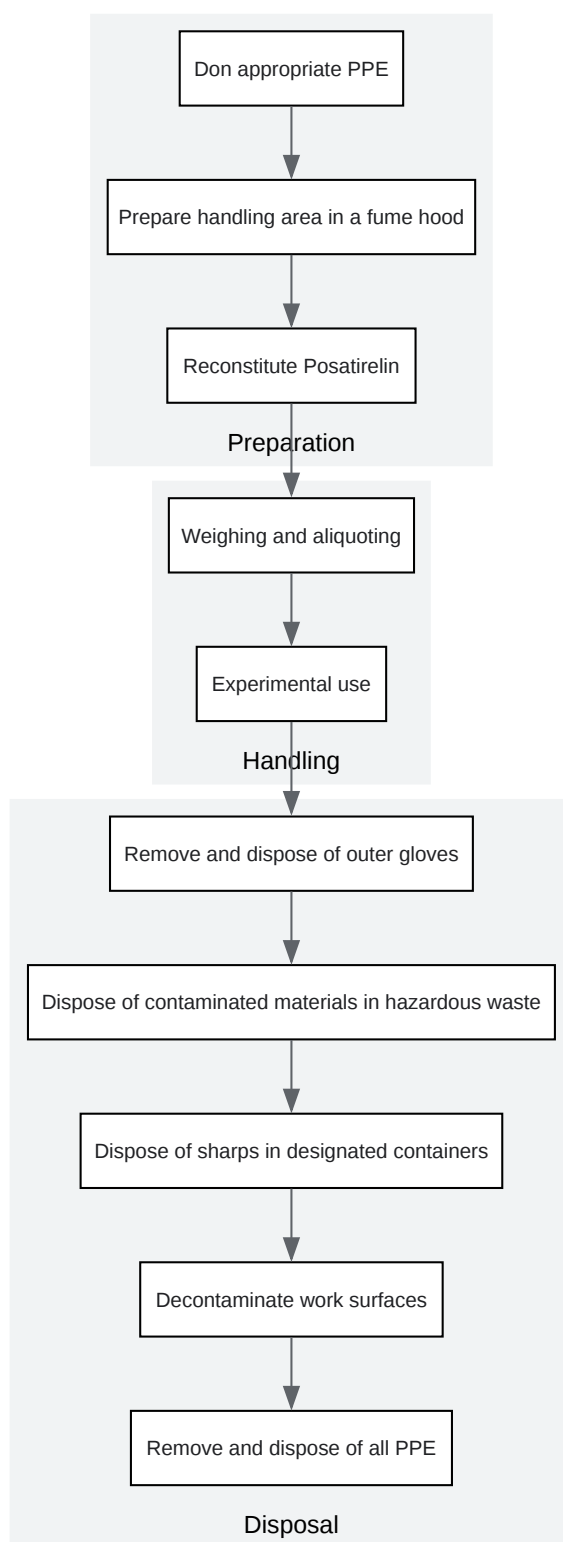 Don appropriate PPE
Prepare handling area in a fume hood
Reconstitute Posatirelin
Preparation
Weighing and aliquoting
Experimental use
Handling
Remove and dispose of outer gloves
Dispose of contaminated materials in hazardous waste
Dispose of sharps in designated containers
Decontaminate work surfaces
Remove and dispose of all PPE
Disposal